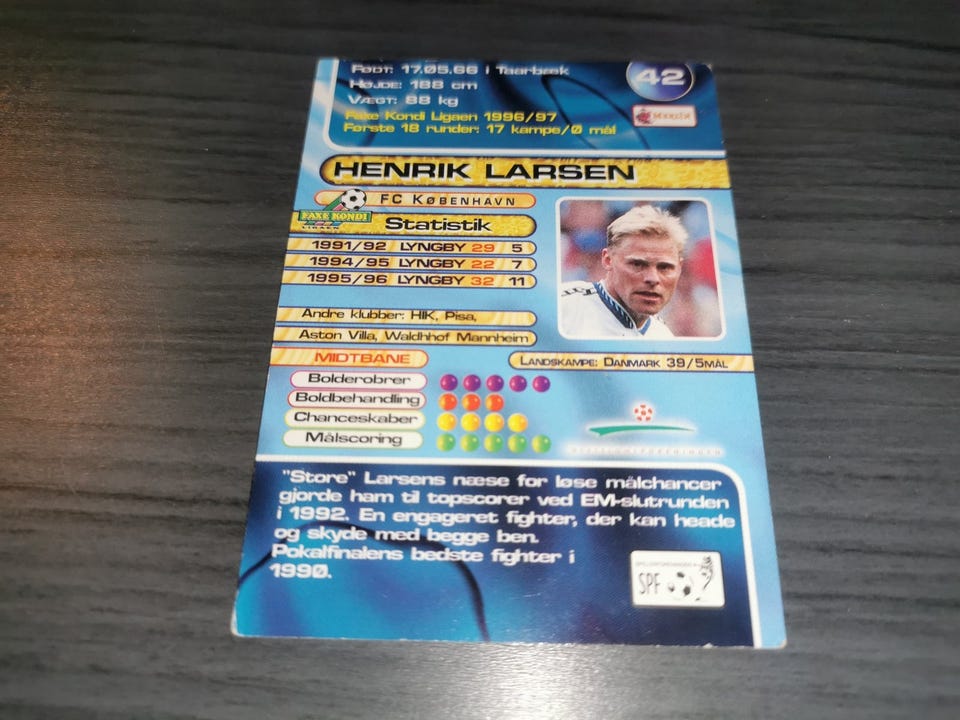 FØDT: 17.05.66 i Taarbæk
HØJDE: 188 cm
VÆGT: 88 kg
Faxe Kondi Ligaen 1996/97
Første 18 runder: 17 kampe/0 mål
42
HENRIK LARSEN
FC KØBENHAVN
FAXE KONDI
LIGAEN
Statistik
1991/92 LYNGBY 29 5
1994/95 LYNGBY 22 7
1995/96 LYNGBY 32 11
Andre klubber: HIK, Pisa,
Aston Villa, Waldhhof Mannheim
MIDTBANE
LANDSKAMPE: DANMARK 39/5MÅL
Bolderobrer
Boldbehandling
Chanceskaber
Målscoring
"Store" Larsens næse for løse målchancer
gjorde ham til topscorer ved EM-slutrunden
i 1992. En engageret fighter, der kan heade
og skyde med begge ben.
Pokalfinalens bedste fighter i
1990.
SPF